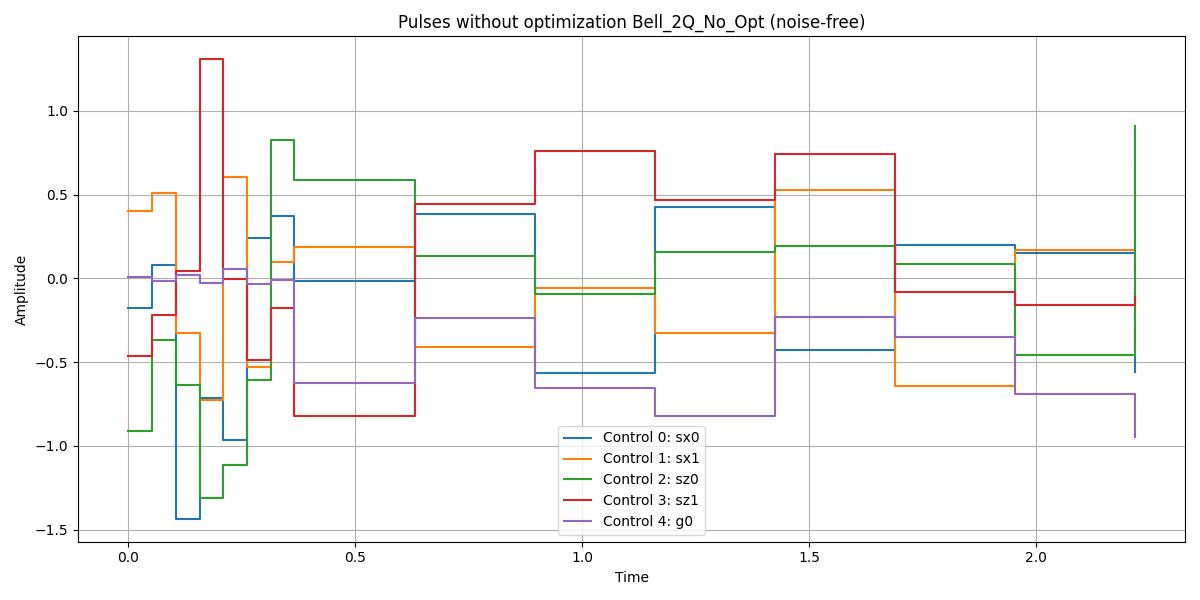 Pulses without optimization Bell_2Q_No_Opt (noise-free)
Amplitude
1.0
0.5
0.0
−0.5
−1.0
−1.5
Control 0: sx0
Control 1: sx1
Control 2: sz0
Control 3: sz1
Control 4: g0
0.0 0.5 1.0 1.5 2.0
Time